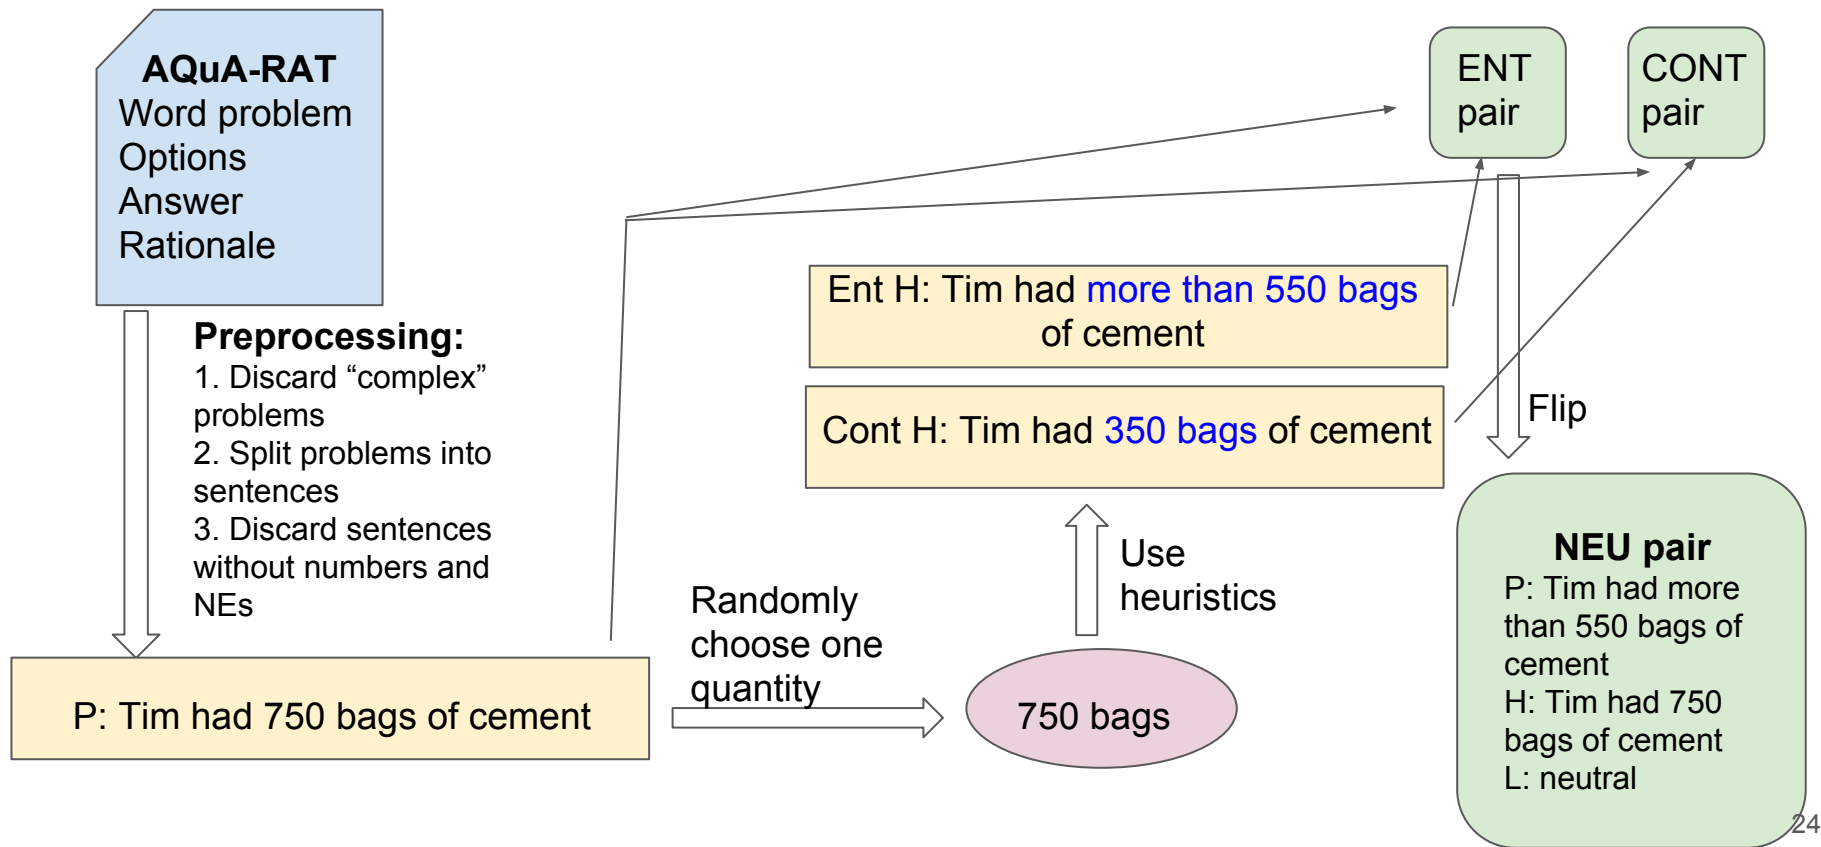 AQuA-RAT
Word problem
Options
Answer
Rationale
Preprocessing:
1. Discard “complex”
problems
2. Split problems into
sentences
3. Discard sentences
without numbers and
NEs
P: Tim had 750 bags of cement
Randomly
choose one
quantity
750 bags
Use
heuristics
Ent H: Tim had more than 550 bags
of cement
Cont H: Tim had 350 bags of cement
ENT
pair
CONT
pair
Flip
NEU pair
P: Tim had more
than 550 bags of
cement
H: Tim had 750
bags of cement
L: neutral
24